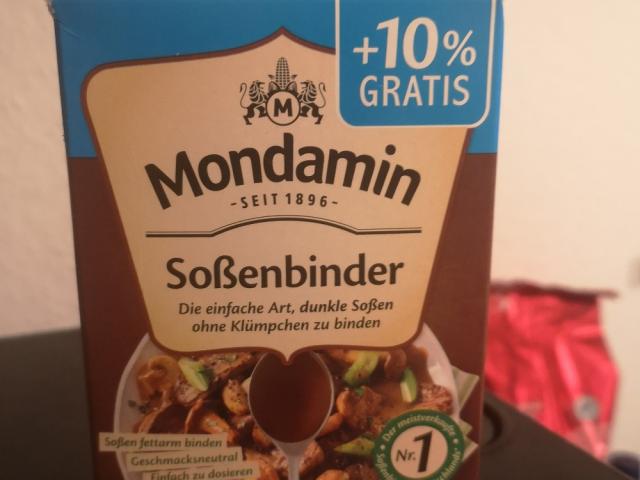 +10%
GRATIS
M
Mondamin
-SEIT 1896-
Soßenbinder
Die einfache Art, dunkle Soßen
ohne Klümpchen zu binden
Soßen fettarm binden
Geschmacksneutral
Einfach zu dosieren
Der meistverkaufte
Nr. 1